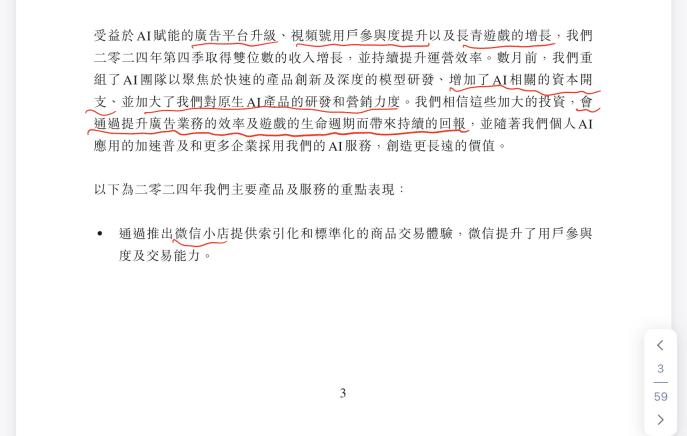 受益於AI賦能的廣告平台升級、視頻號用戶參與度提升以及長青遊戲的增長，我們
二零二四年第四季取得雙位數的收入增長，並持續提升運營效率。數月前，我們重
組了AI團隊以聚焦於快速的產品創新及深度的模型研發、增加了AI相關的資本開
支、並加大了我們對原生AI產品的研發和營銷力度。我們相信這些加大的投資，會
通過提升廣告業務的效率及遊戲的生命週期而帶來持續的回報，並隨著我們個人AI
應用的加速普及和更多企業採用我們的AI服務，創造更長遠的價值。
以下為二零二四年我們主要產品及服務的重點表現：
• 通過推出微信小店提供索引化和標準化的商品交易體驗，微信提升了用戶參與
度及交易能力。
3
3
59